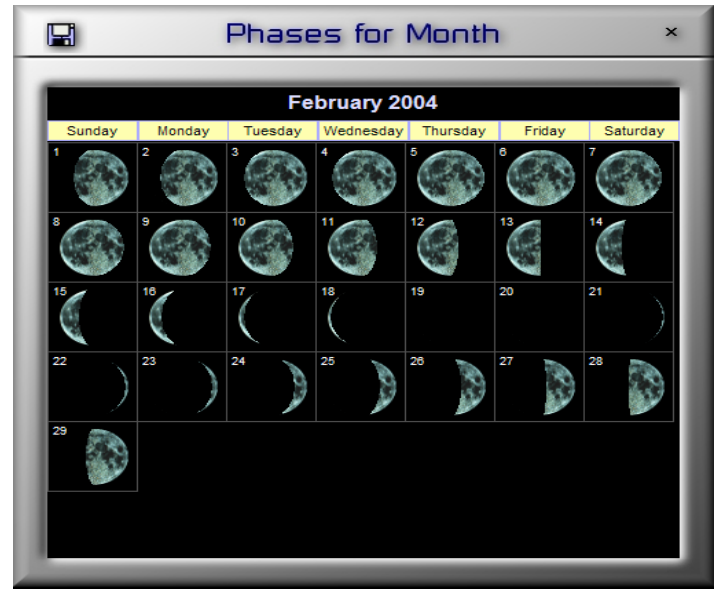 Phases for Month
×
February 2004
Sunday Monday Tuesday Wednesday Thursday Friday Saturday
1 2 3 4 5 6 7
8 9 10 11 12 13 14
15 16 17 18 19 20 21
22 23 24 25 26 27 28
29